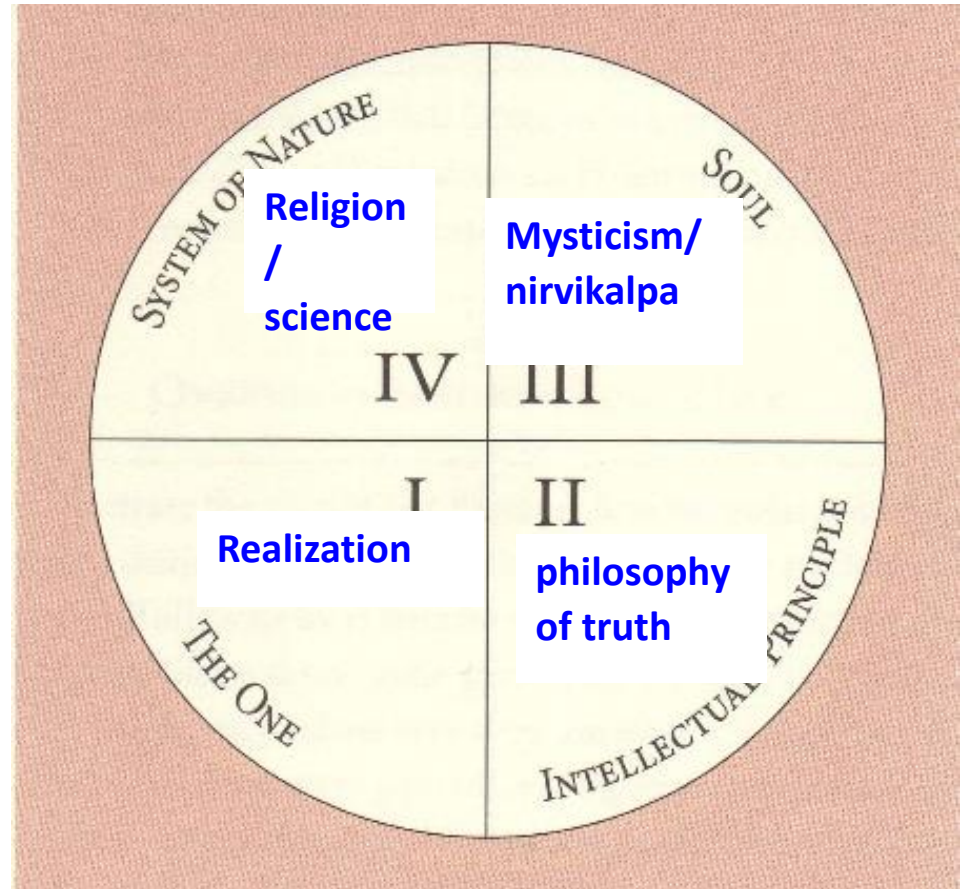 SYSTEM OF NATURE
Religion
/
science
IV
SOUL
Mysticism/
nirvikalpa
III
I
Realization
THE ONE
II
philosophy
of truth
INTELLECTUAL PRINCIPLE